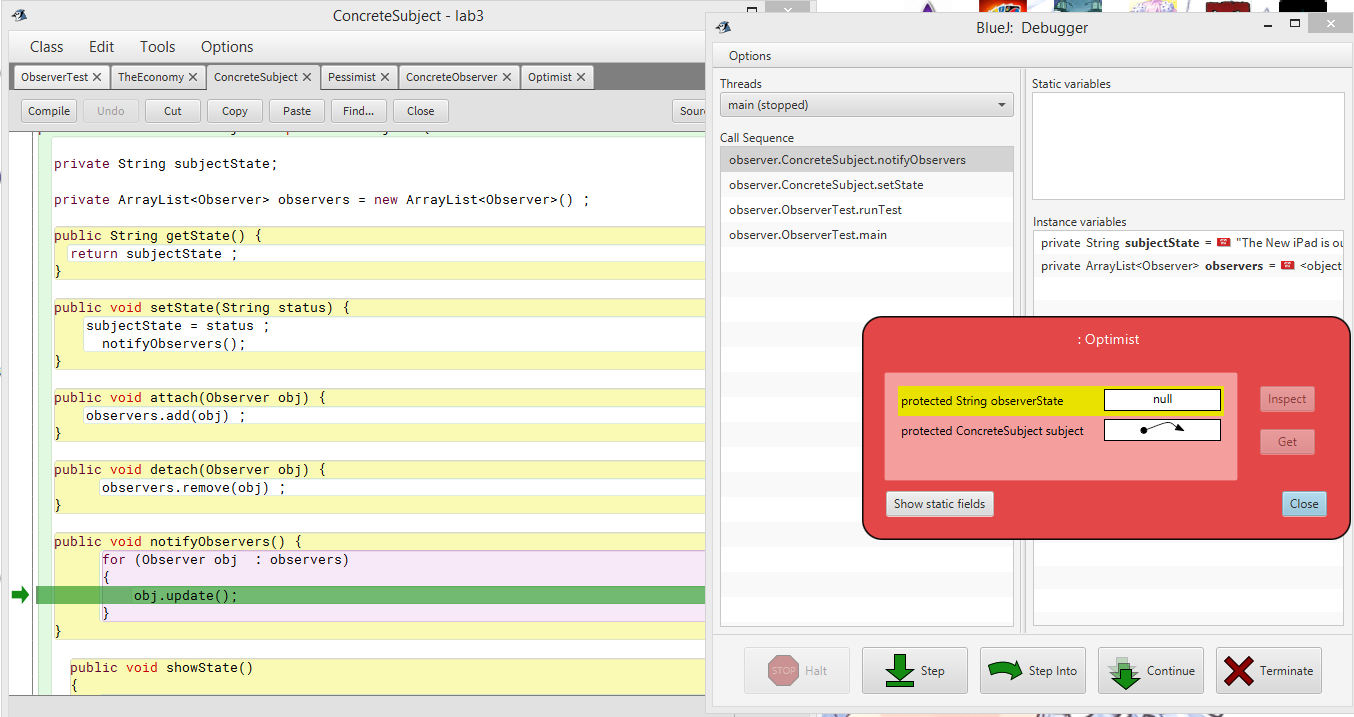 ConcreteSubject - lab3
Class Edit Tools Options
ObserverTest TheEconomy ConcreteSubject Pessimist ConcreteObserver Optimist
Compile Undo Cut Copy Paste Find... Close
private String subjectState;
private ArrayList<Observer> observers = new ArrayList<Observer>() ;
public String getState() {
return subjectState ;
}
public void setState(String status) {
subjectState = status ;
notifyObservers();
}
public void attach(Observer obj) {
observers.add(obj) ;
}
public void detach(Observer obj) {
observers.remove(obj) ;
}
public void notifyObservers() {
for (Observer obj  : observers)
{
obj.update();
}
}
public void showState()
{
BlueJ: Debugger
Options
Threads
main (stopped)
Call Sequence
observer.ConcreteSubject.notifyObservers
observer.ConcreteSubject.setState
observer.ObserverTest.runTest
observer.ObserverTest.main
Static variables
Instance variables
private String subjectState = "The New iPad is ou
private ArrayList<Observer> observers = <object
: Optimist
protected String observerState null
protected ConcreteSubject subject
Inspect
Get
Show static fields
Close
STOP Halt
Step
Step Into
Continue
Terminate